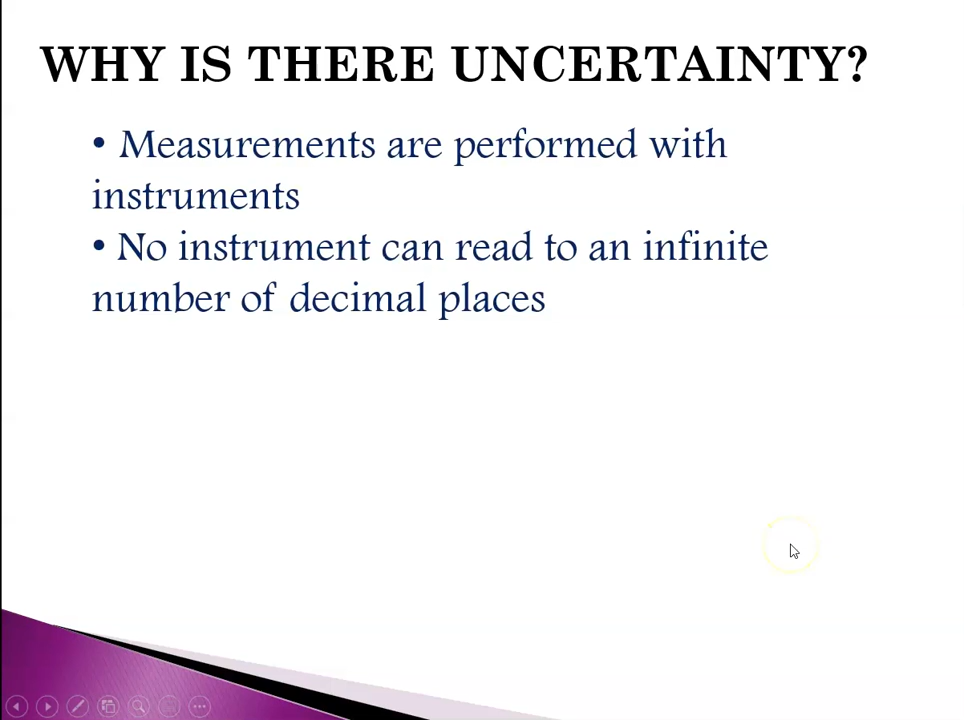 WHY IS THERE UNCERTAINTY?
• Measurements are performed with
instruments
• No instrument can read to an infinite
number of decimal places